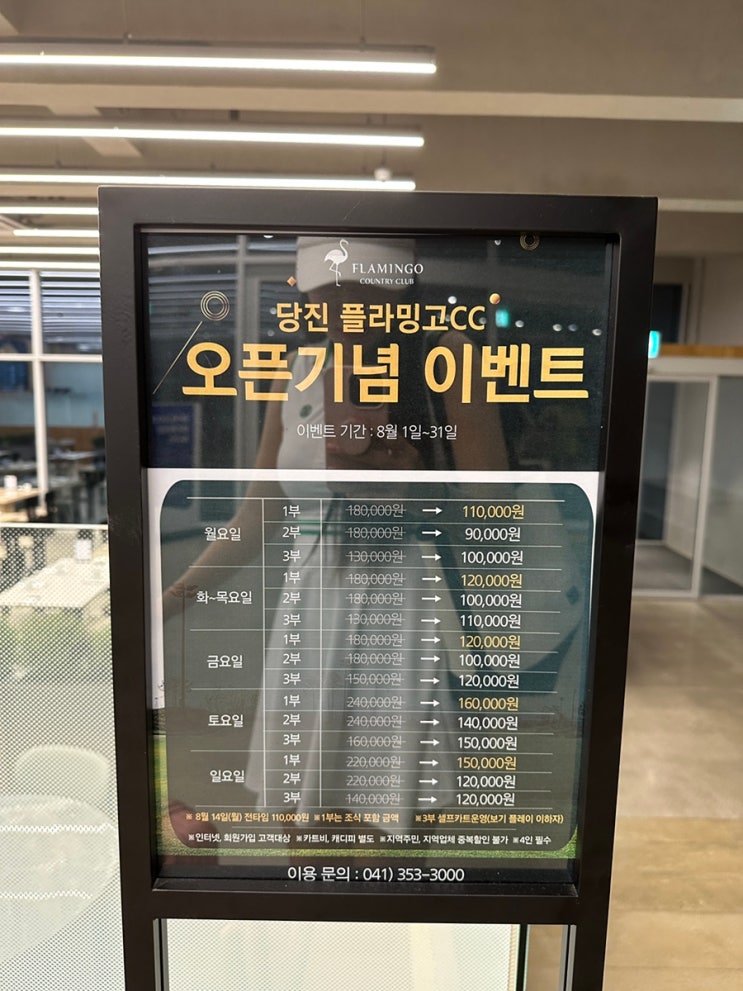 FLAMINGO
COUNTRY CLUB
당진 플라밍고CC
오픈기념 이벤트
이벤트 기간 : 8월 1일~31일
월요일
1부 180,000원 → 110,000원
2부 180,000원 → 90,000원
3부 130,000원 → 100,000원
화~목요일
1부 180,000원 → 120,000원
2부 180,000원 → 100,000원
3부 130,000원 → 110,000원
금요일
1부 180,000원 → 120,000원
2부 180,000원 → 100,000원
3부 150,000원 → 120,000원
토요일
1부 240,000원 → 160,000원
2부 240,000원 → 140,000원
3부 160,000원 → 150,000원
일요일
1부 220,000원 → 150,000원
2부 220,000원 → 120,000원
3부 140,000원 → 120,000원
※ 8월 14일(월) 전타임 110,000원 ※1부는 조식 포함 금액 ※3부 셀프카트운영(보기 플레이 이하자)
※인터넷, 회원가입 고객대상 ※카트비, 캐디피 별도 ※지역주민, 지역업체 중복할인 불가 ※4인 필수
이용 문의 : 041) 353-3000